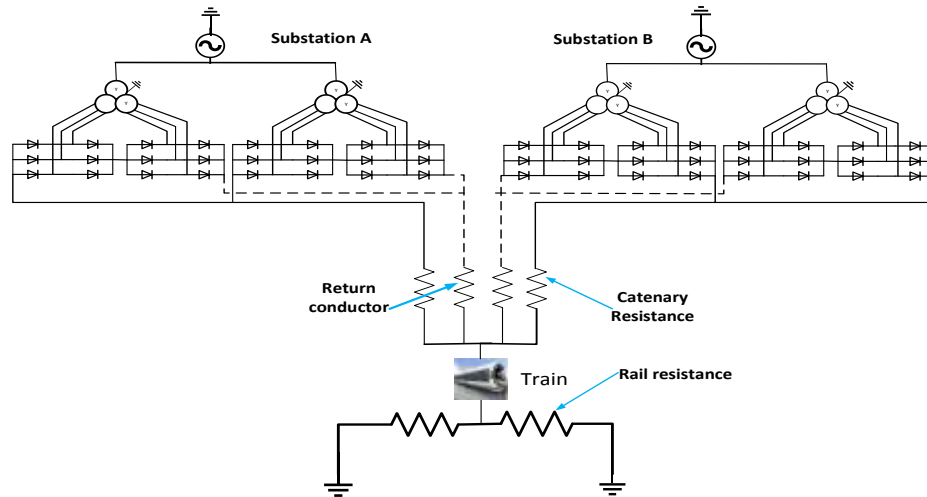 Substation A
Substation B
Y
Y
Y
Y
Y
Y
Y
Y
Return
conductor
Catenary
Resistance
Train
Rail resistance